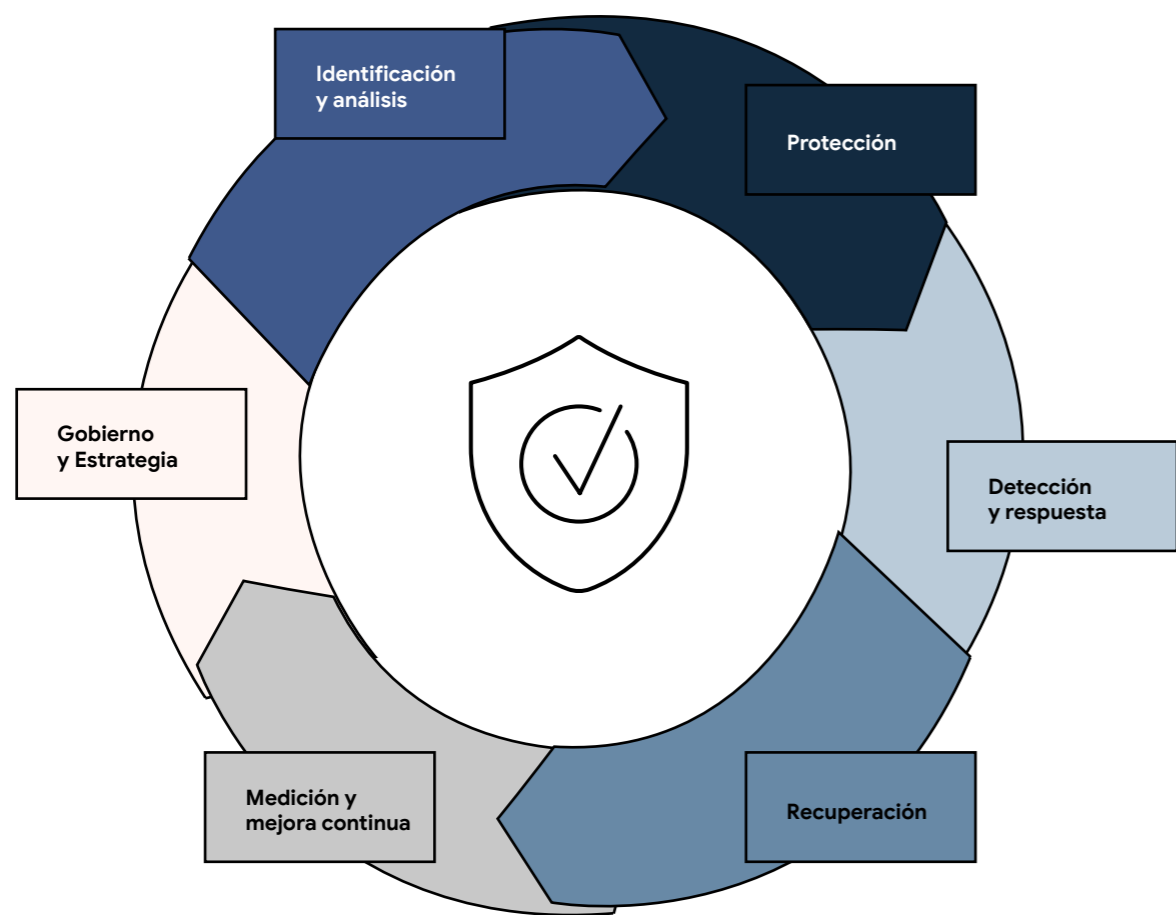 Identificación
y análisis
Protección
Gobierno
y Estrategia
Detección
y respuesta
Medición y
mejora continua
Recuperación